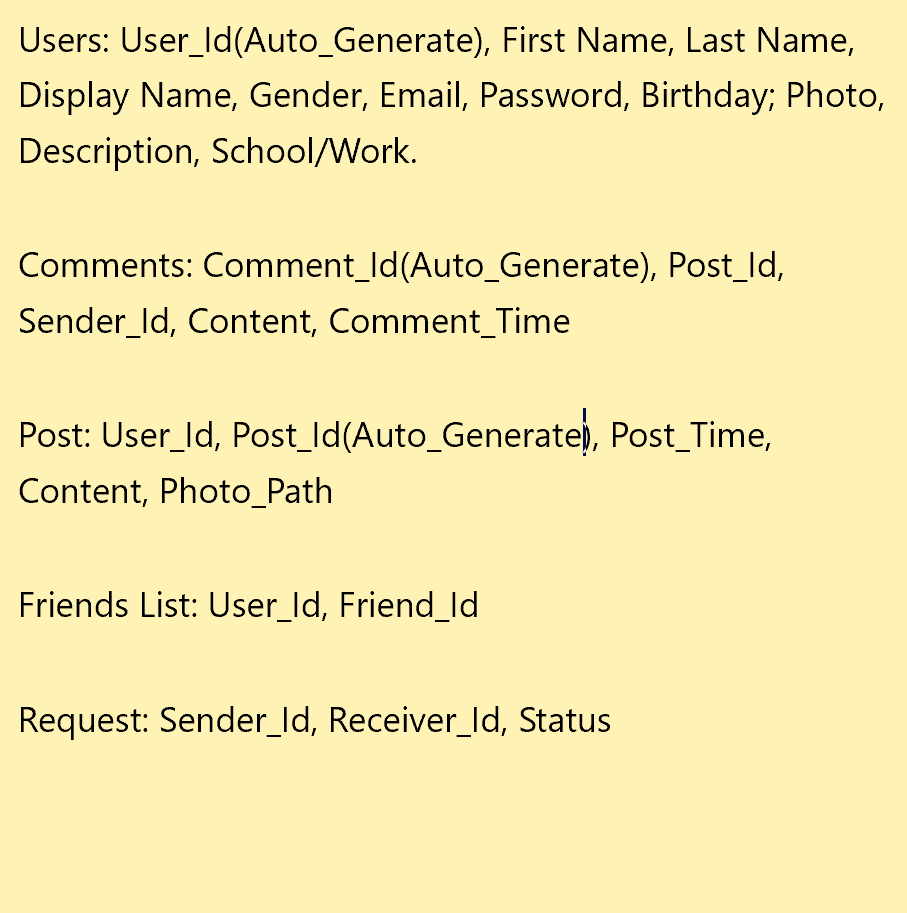 Users: User_Id(Auto_Generate), First Name, Last Name,
Display Name, Gender, Email, Password, Birthday; Photo,
Description, School/Work.
Comments: Comment_Id(Auto_Generate), Post_Id,
Sender_Id, Content, Comment_Time
Post: User_Id, Post_Id(Auto_Generate), Post_Time,
Content, Photo_Path
Friends List: User_Id, Friend_Id
Request: Sender_Id, Receiver_Id, Status